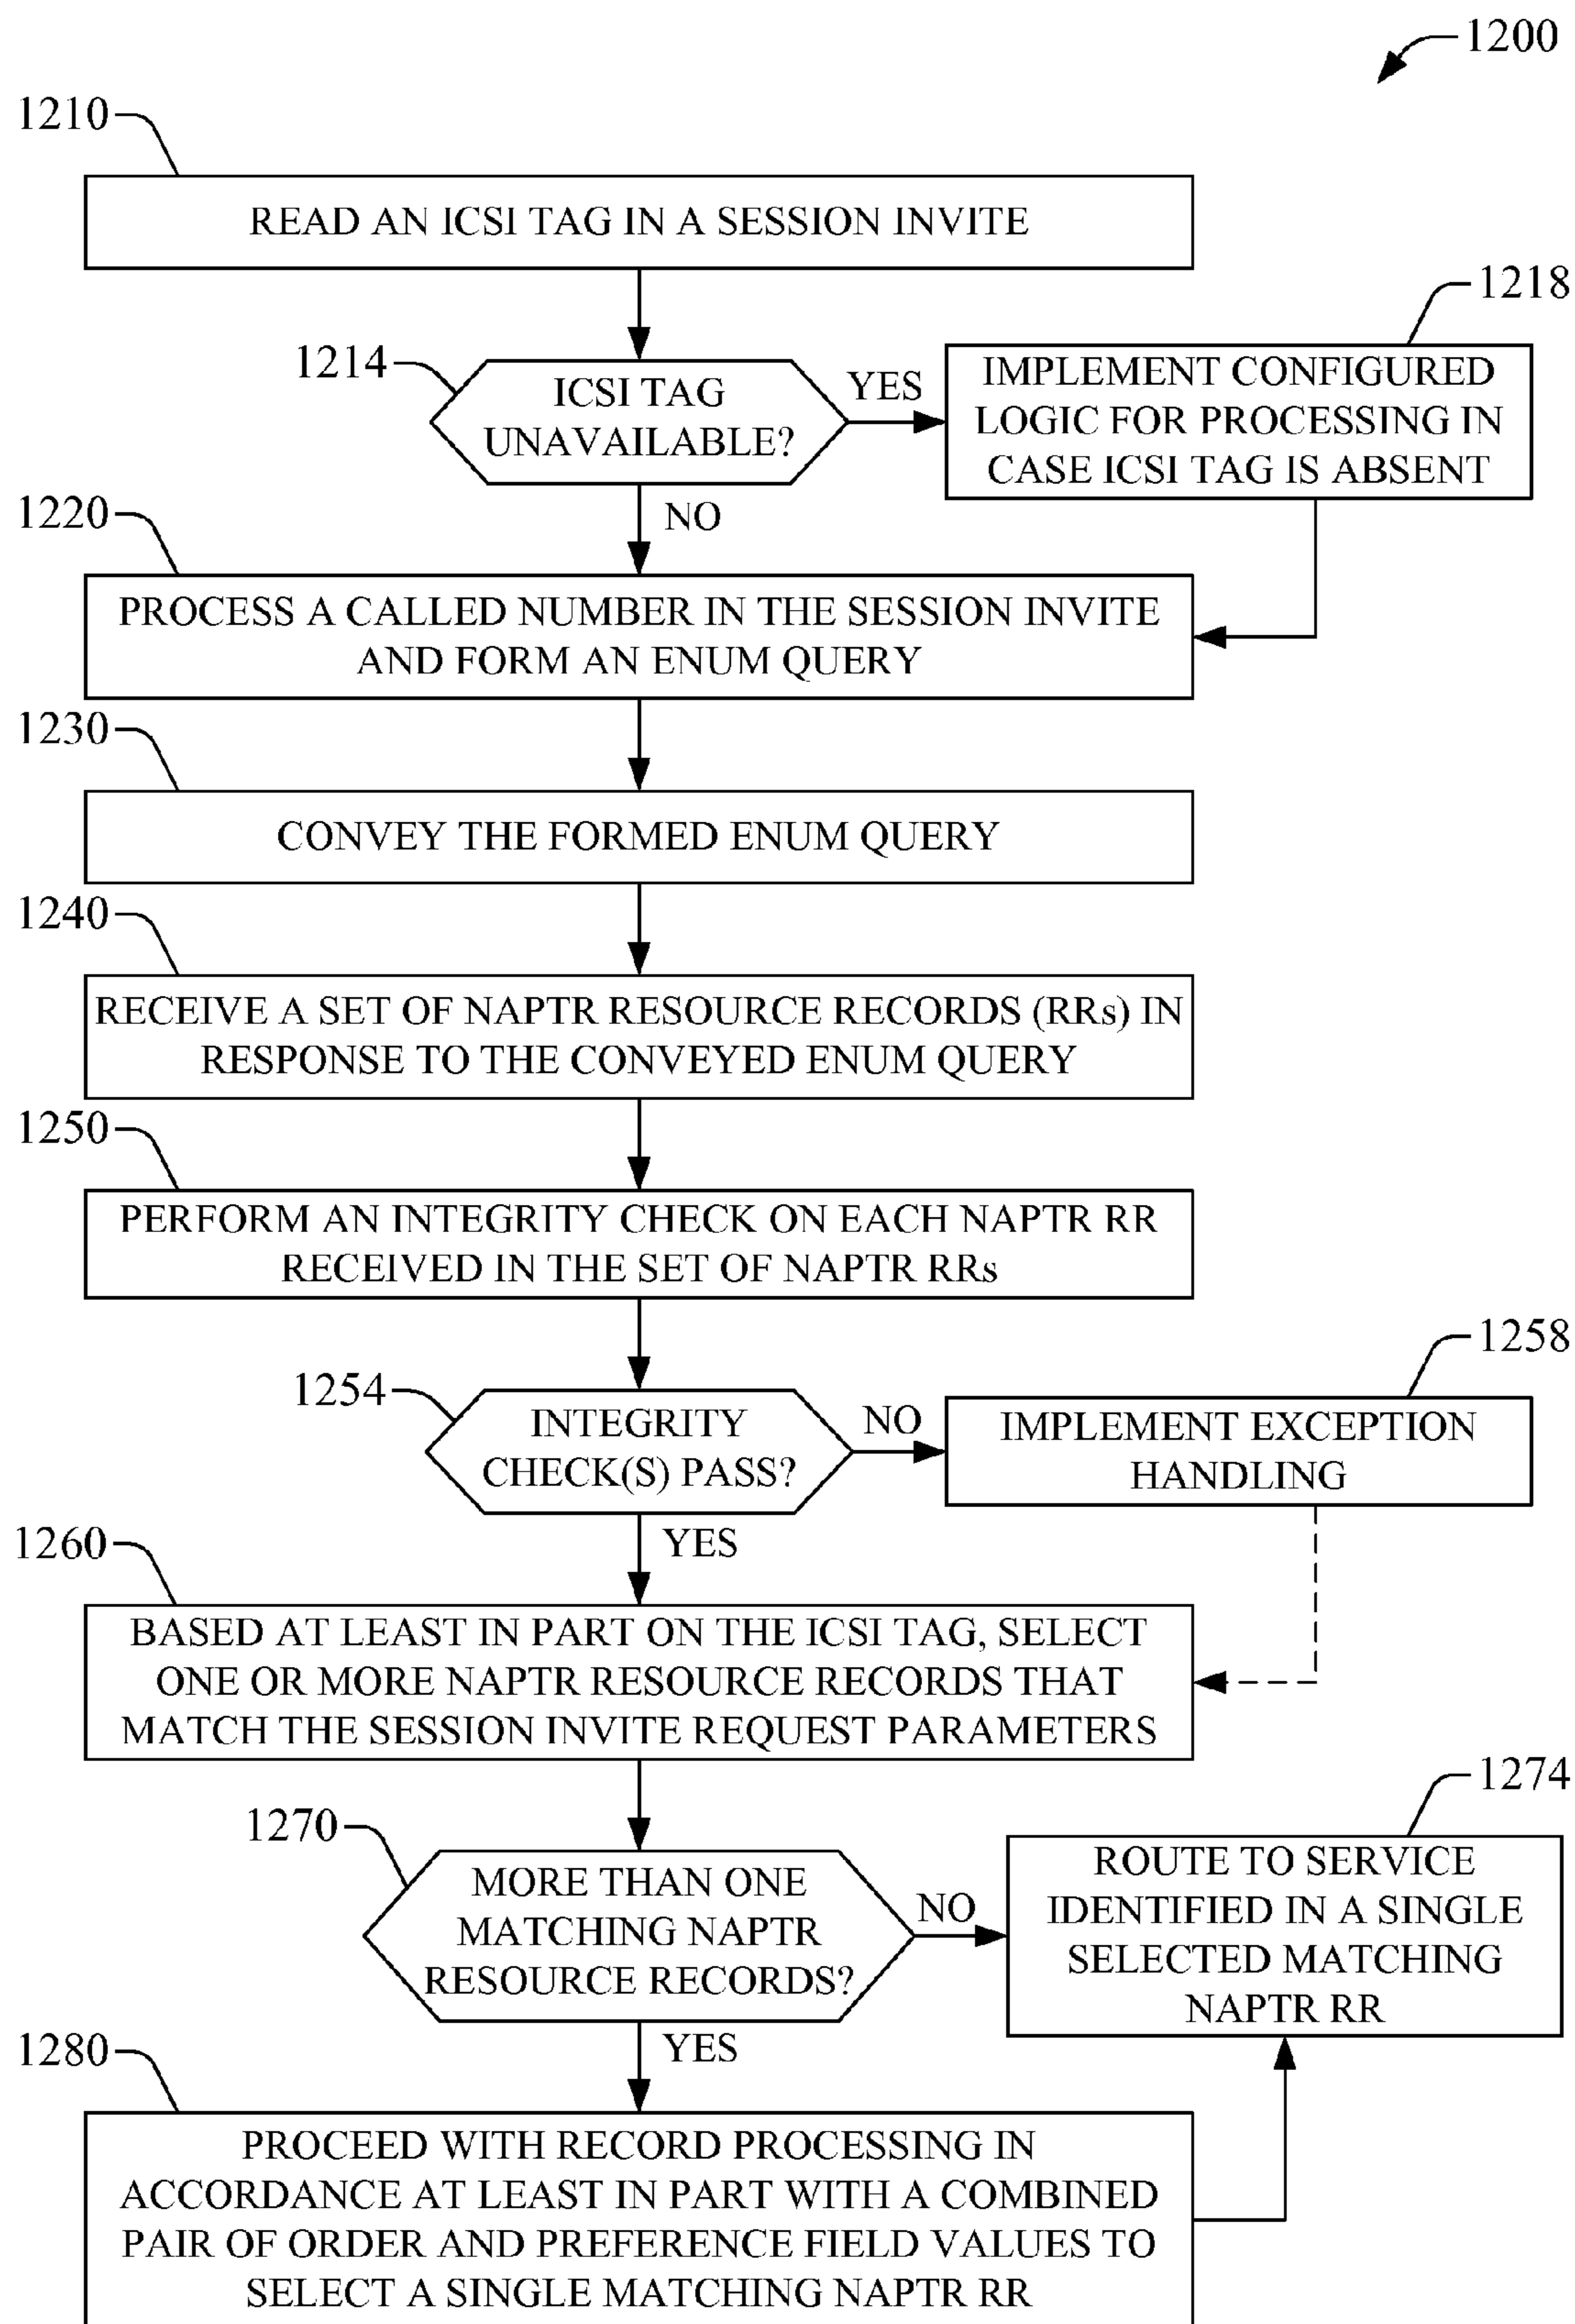 1200
1210
READ AN ICSI TAG IN A SESSION INVITE
1214
ICSI TAG
UNAVAILABLE?
YES
NO
1218
IMPLEMENT CONFIGURED
LOGIC FOR PROCESSING IN
CASE ICSI TAG IS ABSENT
1220
PROCESS A CALLED NUMBER IN THE SESSION INVITE
AND FORM AN ENUM QUERY
1230
CONVEY THE FORMED ENUM QUERY
1240
RECEIVE A SET OF NAPTR RESOURCE RECORDS (RRs) IN
RESPONSE TO THE CONVEYED ENUM QUERY
1250
PERFORM AN INTEGRITY CHECK ON EACH NAPTR RR
RECEIVED IN THE SET OF NAPTR RRs
1254
INTEGRITY
CHECK(S) PASS?
NO
YES
1258
IMPLEMENT EXCEPTION
HANDLING
1260
BASED AT LEAST IN PART ON THE ICSI TAG, SELECT
ONE OR MORE NAPTR RESOURCE RECORDS THAT
MATCH THE SESSION INVITE REQUEST PARAMETERS
1270
MORE THAN ONE
MATCHING NAPTR
RESOURCE RECORDS?
NO
YES
1274
ROUTE TO SERVICE
IDENTIFIED IN A SINGLE
SELECTED MATCHING
NAPTR RR
1280
PROCEED WITH RECORD PROCESSING IN
ACCORDANCE AT LEAST IN PART WITH A COMBINED
PAIR OF ORDER AND PREFERENCE FIELD VALUES TO
SELECT A SINGLE MATCHING NAPTR RR